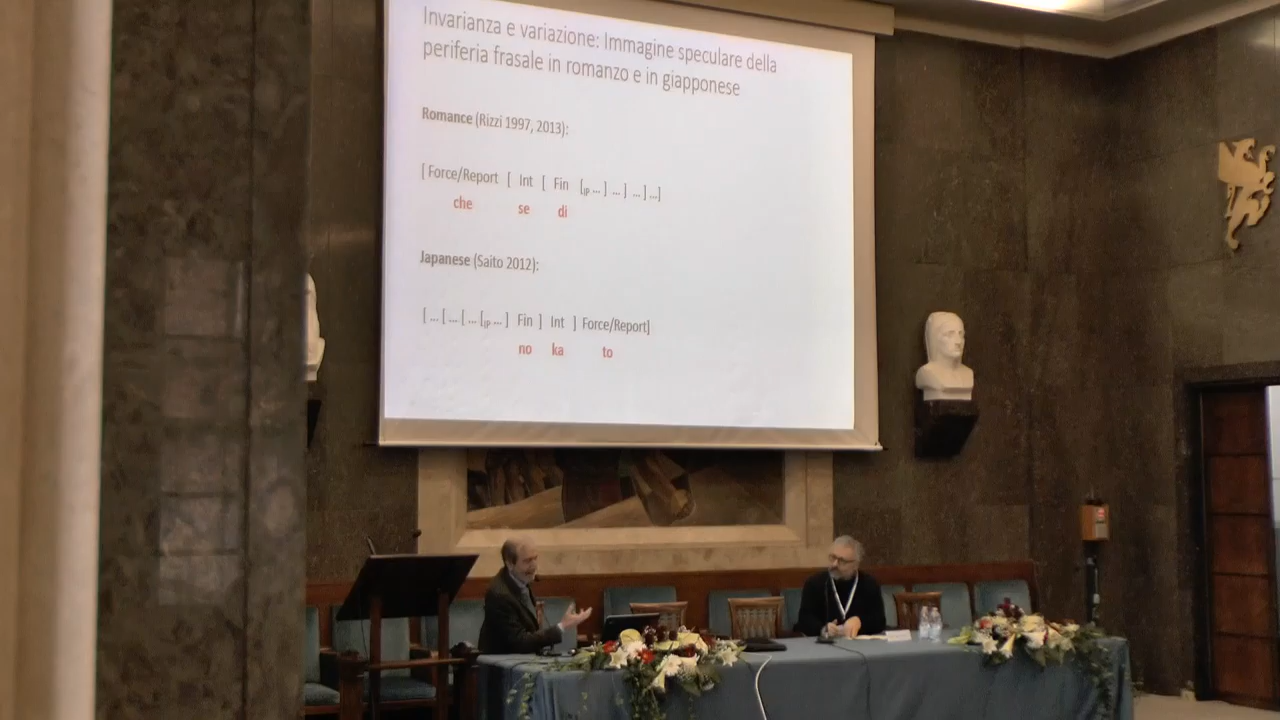 Invarianza e variazione: Immagine speculare della
periferia frasale in romanzo e in giapponese
Romance (Rizzi 1997, 2013):
[ Force/Report [ Int [ Fin [IP ... ] ... ] ... ] ...]
che se di
Japanese (Saito 2012):
[ ... [ ... [ ... [IP ... ] Fin ] Int ] Force/Report]
no ka to